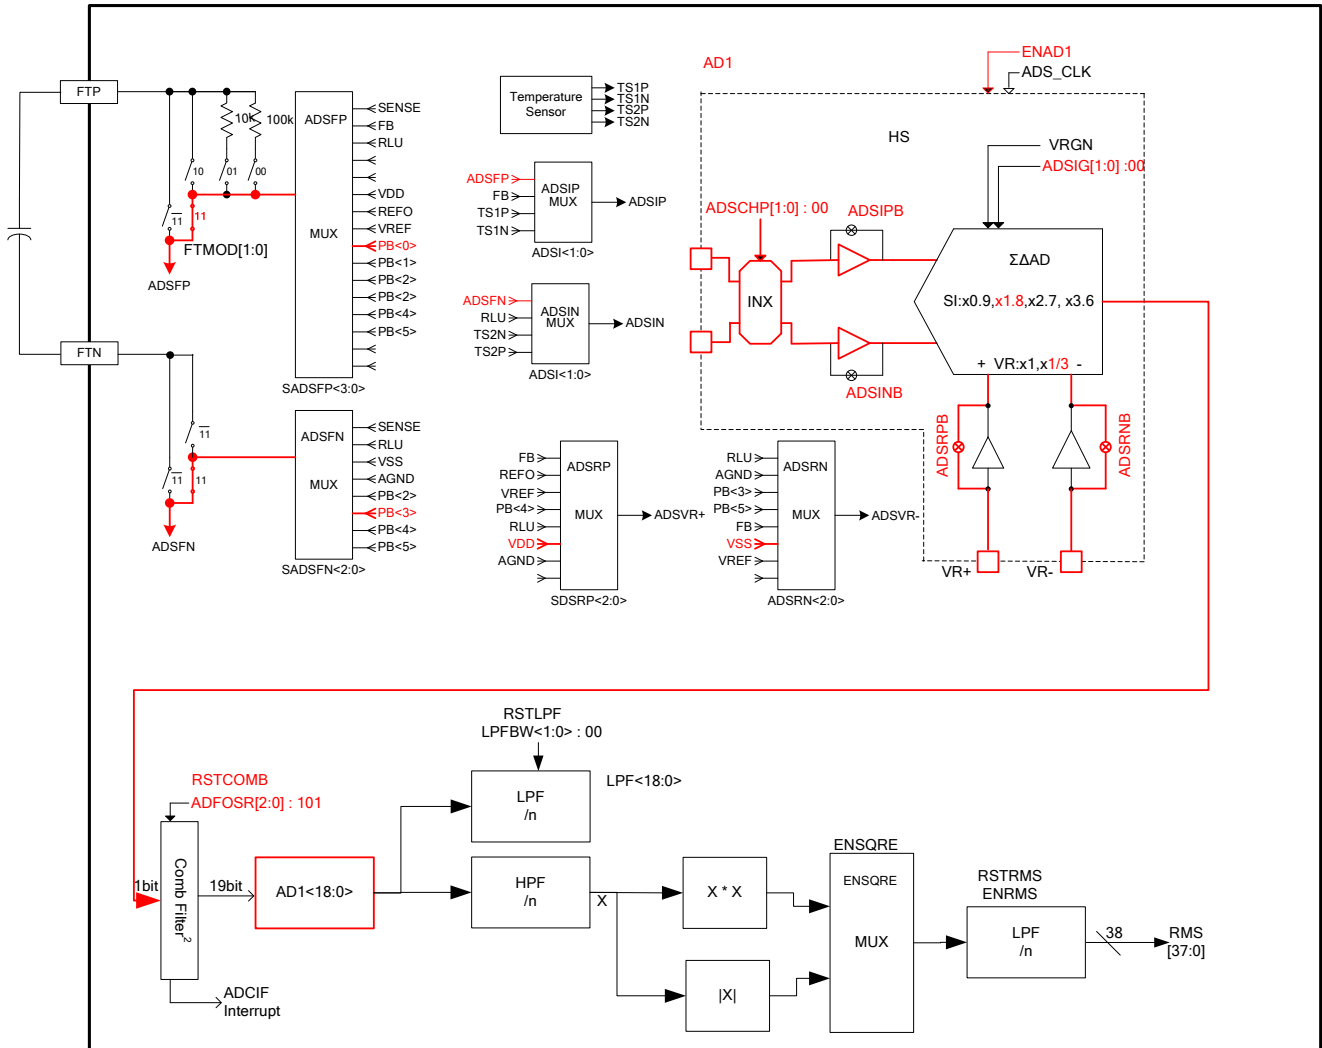 ENAD1
ADS_CLK
AD1
HS
FTP
10k
100k
10
01
00
11
11
FTMOD[1:0]
ADSFP
ADSFP
MUX
SENSE
FB
RLU
VDD
REFO
VREF
PB<0>
PB<1>
PB<2>
PB<2>
PB<4>
PB<5>
SADSFP<3:0>
Temperature
Sensor
TS1P
TS1N
TS2P
TS2N
ADSFP
FB
TS1P
TS1N
ADSIP
MUX
ADSIP
ADSI<1:0>
ADSFN
RLU
TS2N
TS2P
ADSIN
MUX
ADSIN
ADSI<1:0>
VRGN
ADSIG[1:0] :00
ADSCHP[1:0] : 00
ADSIPB
INX
ADSINB
ΣΔAD
SI:x0.9,x1.8,x2.7, x3.6
+ VR:x1,x1/3 -
ADSRPB
ADSRNB
VR+
VR-
FTN
11
11
11
ADSFN
ADSFN
MUX
SENSE
RLU
VSS
AGND
PB<2>
PB<3>
PB<4>
PB<5>
SADSFN<2:0>
FB
REFO
VREF
PB<4>
RLU
VDD
AGND
ADSRP
MUX
ADSVR+
SDSRP<2:0>
RLU
AGND
PB<3>
PB<5>
FB
VSS
VREF
ADSRN
MUX
ADSVR-
ADSRN<2:0>
RSTLPF
LPFBW<1:0> : 00
LPF
/n
LPF<18:0>
RSTCOMB
ADFOSR[2:0] : 101
1bit
Comb Filter²
19bit
AD1<18:0>
ADCIF
Interrupt
HPF
/n
X
X * X
|X|
ENSQRE
ENSQRE
MUX
RSTRMS
ENRMS
LPF
/n
38
RMS
[37:0]